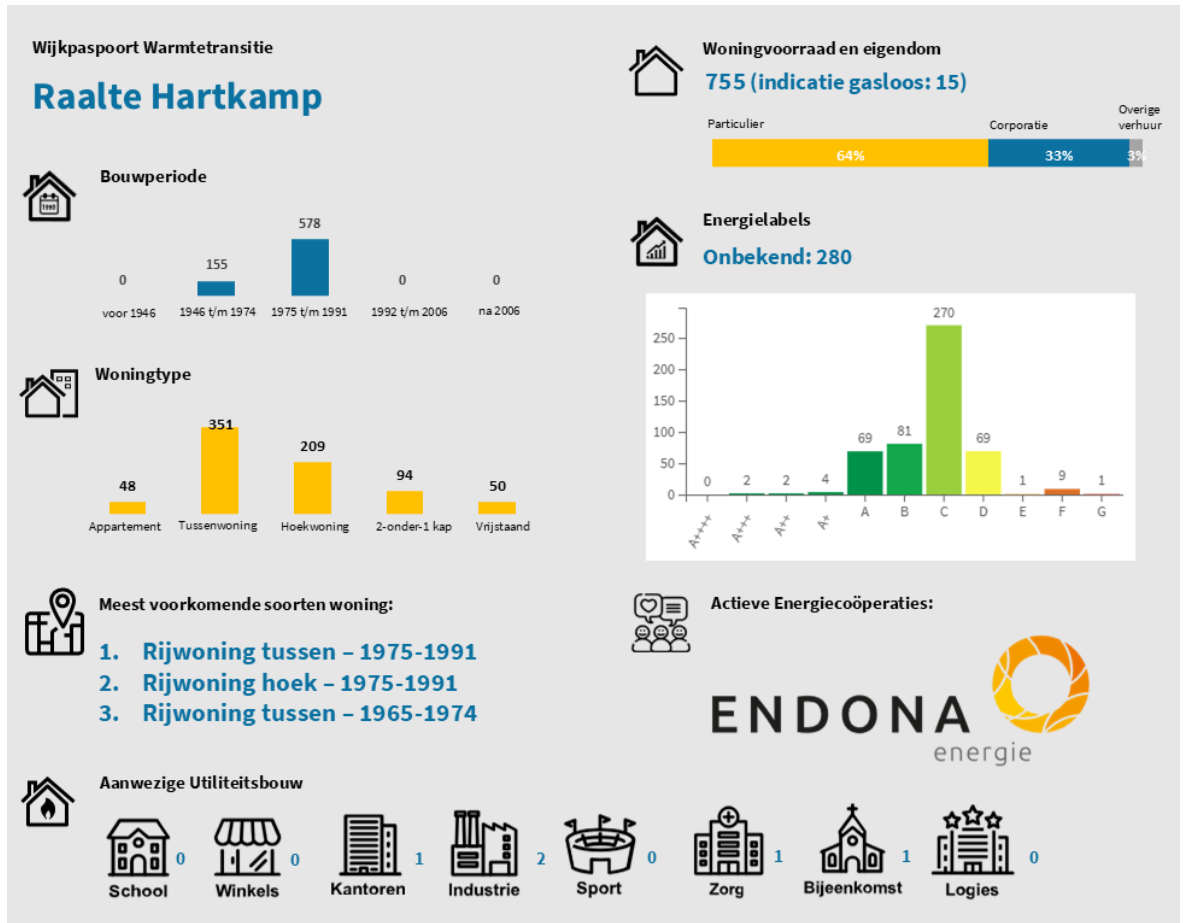 Wijkpaspoort Warmtetransitie
Raalte Hartkamp
Bouwperiode
1990
0
155
578
0
0
voor 1946
1946 t/m 1974
1975 t/m 1991
1992 t/m 2006
na 2006
Woningtype
48
351
209
94
50
Appartement
Tussenwoning
Hoekwoning
2-onder-1 kap
Vrijstaand
Meest voorkomende soorten woning:
1. Rijwoning tussen – 1975-1991
2. Rijwoning hoek – 1975-1991
3. Rijwoning tussen – 1965-1974
Woningvoorraad en eigendom
755 (indicatie gasloos: 15)
Particulier
Corporatie
Overige
verhuur
64%
33%
3%
Energielabels
Onbekend: 280
250
200
150
100
50
0
0
2
2
4
69
81
270
69
1
9
1
A++++
A+++
A++
A+
A
B
C
D
E
F
G
Actieve Energiecoöperaties:
ENDONA
energie
Aanwezige Utiliteitsbouw
School
0
Winkels
0
Kantoren
1
Industrie
2
Sport
0
Zorg
1
Bijeenkomst
1
Logies
0